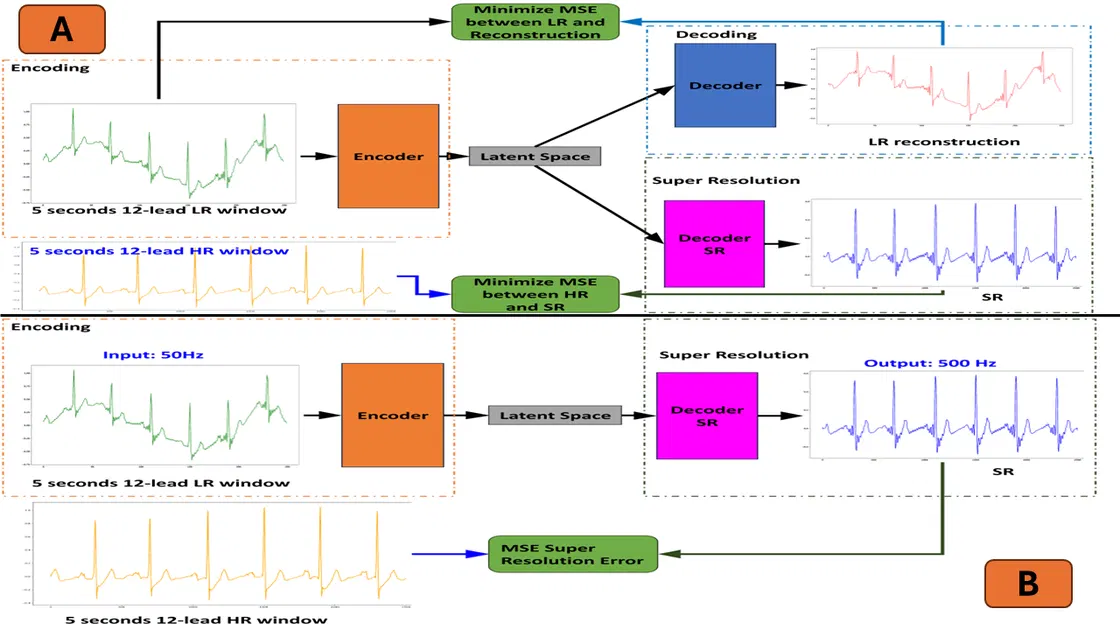 A
Minimize MSE
between LR and
Reconstruction
Decoding
Encoding
Decoder
Encoder
Latent Space
LR reconstruction
5 seconds 12-lead LR window
Super Resolution
Decoder
SR
5 seconds 12-lead HR window
Minimize MSE
between HR
and SR
SR
Encoding
Input: 50Hz
Super Resolution
Output: 500 Hz
Encoder
Latent Space
Decoder
SR
SR
5 seconds 12-lead LR window
MSE Super
Resolution Error
B
5 seconds 12-lead HR window